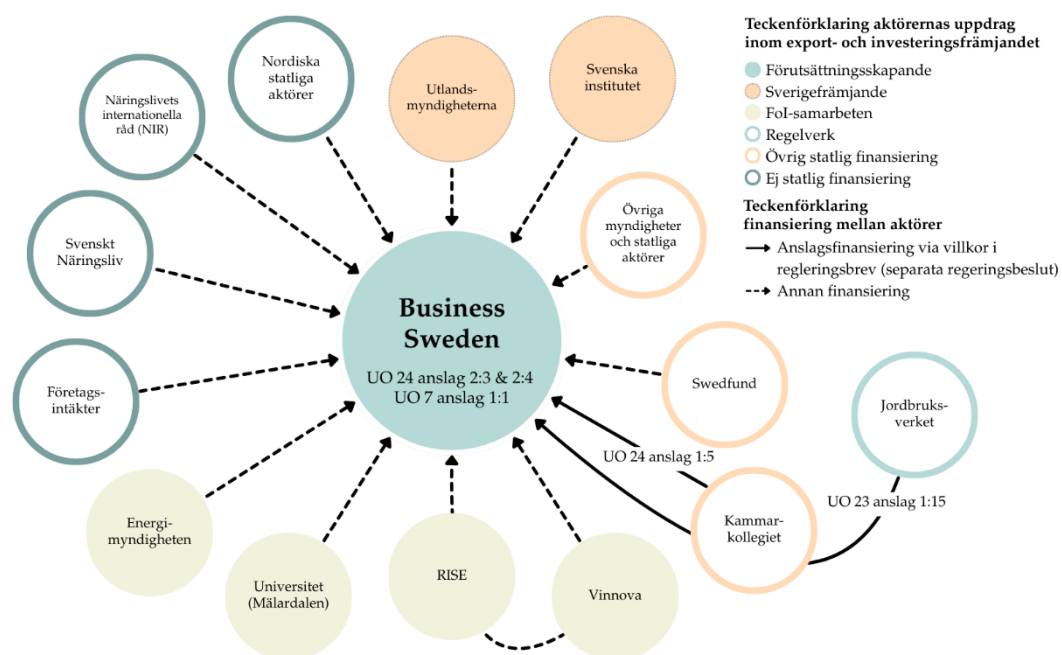 Teckenförklaring aktörernas uppdrag
inom export- och investeringsfrämjandet
Förutsättningsskapande
Sverigefrämjande
FoI-samarbeten
Regelverk
Övrig statlig finansiering
Ej statlig finansiering
Teckenförklaring
finansiering mellan aktörer
Anslagsfinansiering via villkor i
regleringsbrev (separata regeringsbeslut)
Annan finansiering
Näringslivets
internationella
råd (NIR)
Nordiska
statliga
aktörer
Utlands-
myndigheterna
Svenska
institutet
Övriga
myndigheter
och statliga
aktörer
Svenskt
Näringsliv
Business
Sweden
UO 24 anslag 2:3 & 2:4
UO 7 anslag 1:1
Företags-
intäkter
Swedfund
Jordbruks-
verket
UO 24 anslag 1:5
UO 23 anslag 1:15
Kammar-
kollegiet
Energi-
myndigheten
Universitet
(Mälardalen)
RISE
Vinnova